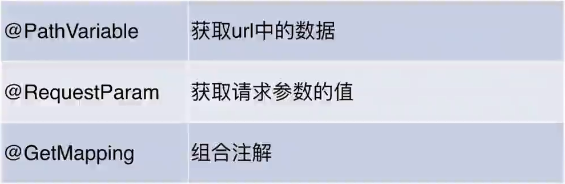 @PathVariable 获取url中的数据
@RequestParam 获取请求参数的值
@GetMapping 组合注解